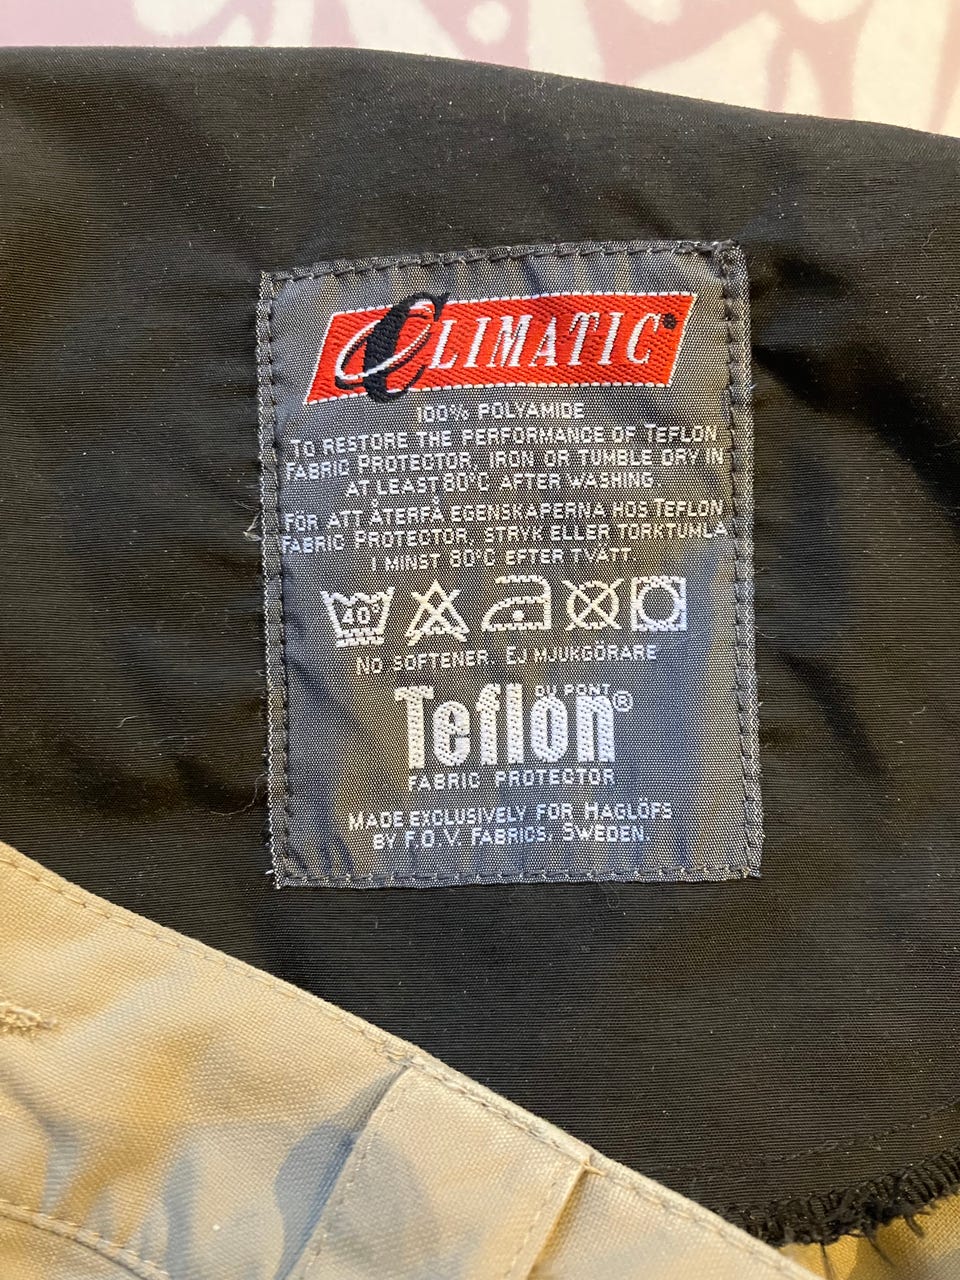 CLIMATIC®
100% POLYAMIDE
TO RESTORE THE PERFORMANCE OF TEFLON
FABRIC PROTECTOR, IRON OR TUMBLE DRY IN
AT LEAST 80°C AFTER WASHING.
FÖR ATT ÅTERFÅ EGENSKAPERNA HOS TEFLON
FABRIC PROTECTOR, STRYK ELLER TORKTUMLA
I MINST 80°C EFTER TVÄTT
40°
NO SOFTENER. EJ MJUKGÖRARE
DU PONT
Teflon®
FABRIC PROTECTOR
MADE EXCLUSIVELY FOR HAGLÖFS
BY F.O.V. FABRICS, SWEDEN.